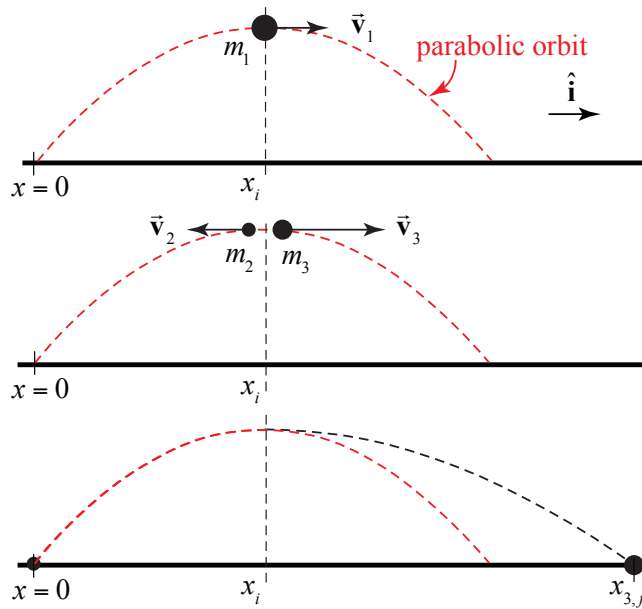 v⃗₁
m₁
parabolic orbit
î
x = 0
xᵢ
v⃗₂
v⃗₃
m₂
m₃
x = 0
xᵢ
x = 0
xᵢ
x₃,f